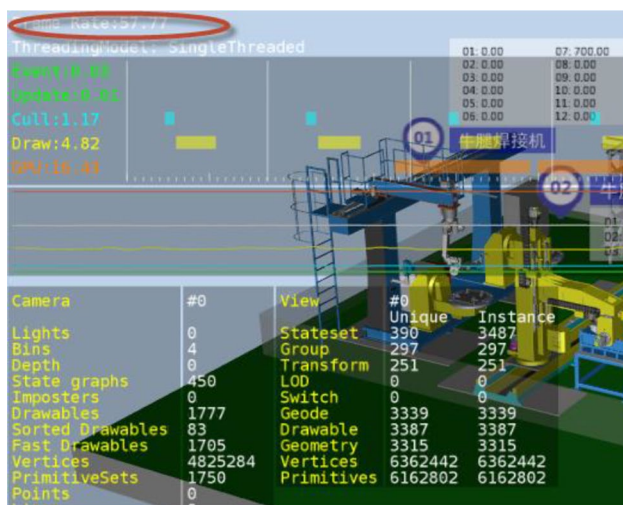 Frame Rate:57.77
ThreadingModel: SingleThreaded
Cull:1.17
Draw:4.82
GPU:16.43
01: 0.00 07: 700.00
02: 0.00 08: 0.00
03: 0.00 09: 0.00
04: 0.00 10: 0.00
05: 0.00 11: 0.00
06: 0.00 12: 0.00
01 牛腿焊接机
02 牛
01:
02:
Camera #0 View #0
Unique Instance
Lights 0 Stateset 390 3487
Bins 4 Group 297 297
Depth 0 Transform 251 251
State graphs 450 LOD 0 0
Imposters 0 Switch 0 0
Drawables 1777 Geode 3339 3339
Sorted Drawables 83 Drawable 3387 3387
Fast Drawables 1705 Geometry 3315 3315
Vertices 4825284 Vertices 6362442 6362442
PrimitiveSets 1750 Primitives 6162802 6162802
Points 0